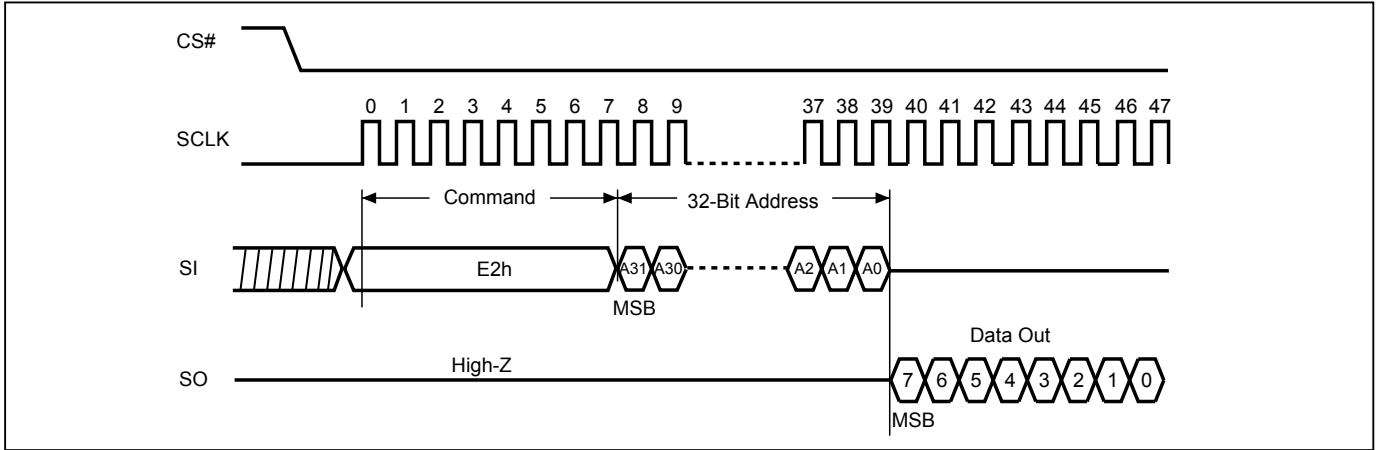 CS#
0 1 2 3 4 5 6 7 8 9 37 38 39 40 41 42 43 44 45 46 47
SCLK
Command 32-Bit Address
SI E2h A31 A30 A2 A1 A0
MSB
Data Out
High-Z
SO 7 6 5 4 3 2 1 0
MSB